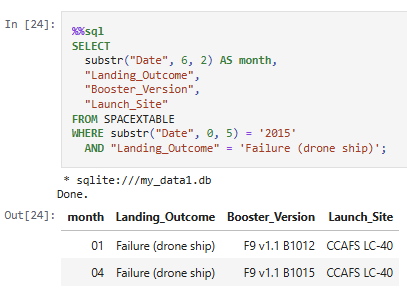 In [24]:
%%sql
SELECT
substr("Date", 6, 2) AS month,
"Landing_Outcome",
"Booster_Version",
"Launch_Site"
FROM SPACEXTABLE
WHERE substr("Date", 0, 5) = '2015'
AND "Landing_Outcome" = 'Failure (drone ship)';
* sqlite:///my_data1.db
Done.
Out[24]:
month Landing_Outcome Booster_Version Launch_Site
01 Failure (drone ship) F9 v1.1 B1012 CCAFS LC-40
04 Failure (drone ship) F9 v1.1 B1015 CCAFS LC-40